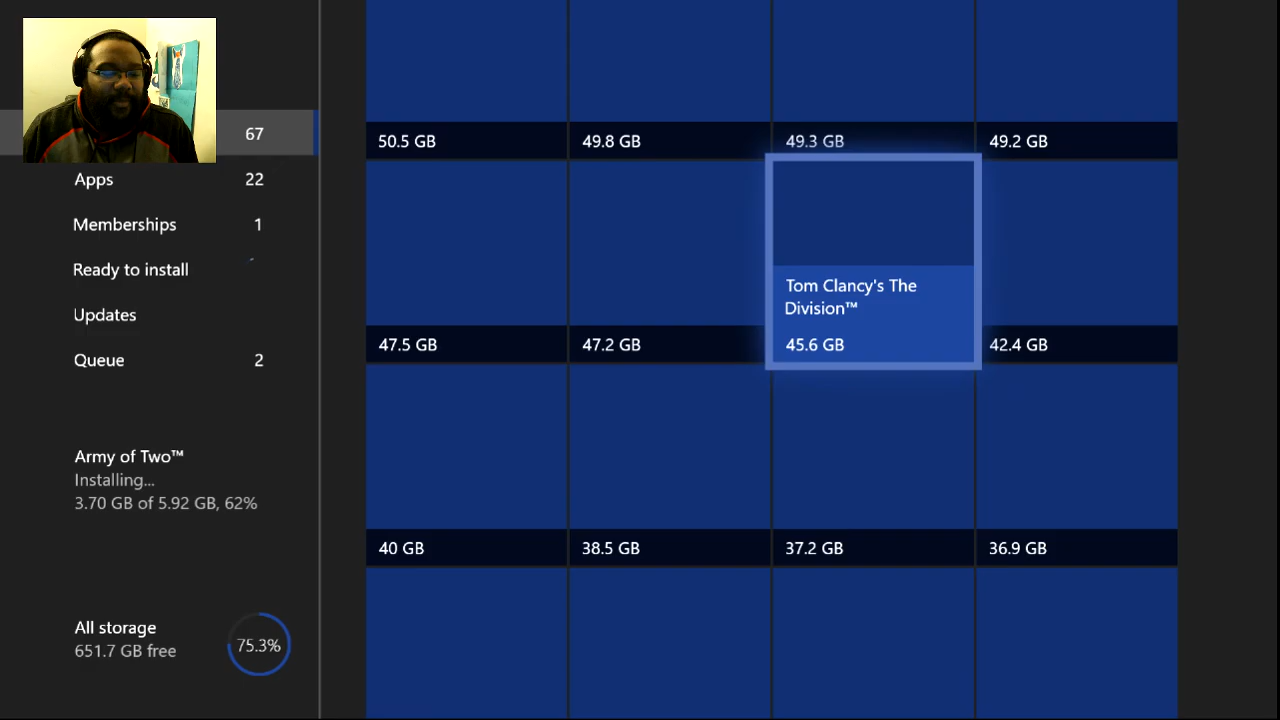 67
Apps 22
Memberships 1
Ready to install
Updates
Queue 2
Army of Two™
Installing...
3.70 GB of 5.92 GB, 62%
All storage
651.7 GB free
75.3%
50.5 GB 49.8 GB 49.3 GB 49.2 GB
Tom Clancy's The
Division™
47.5 GB 47.2 GB 45.6 GB 42.4 GB
40 GB 38.5 GB 37.2 GB 36.9 GB